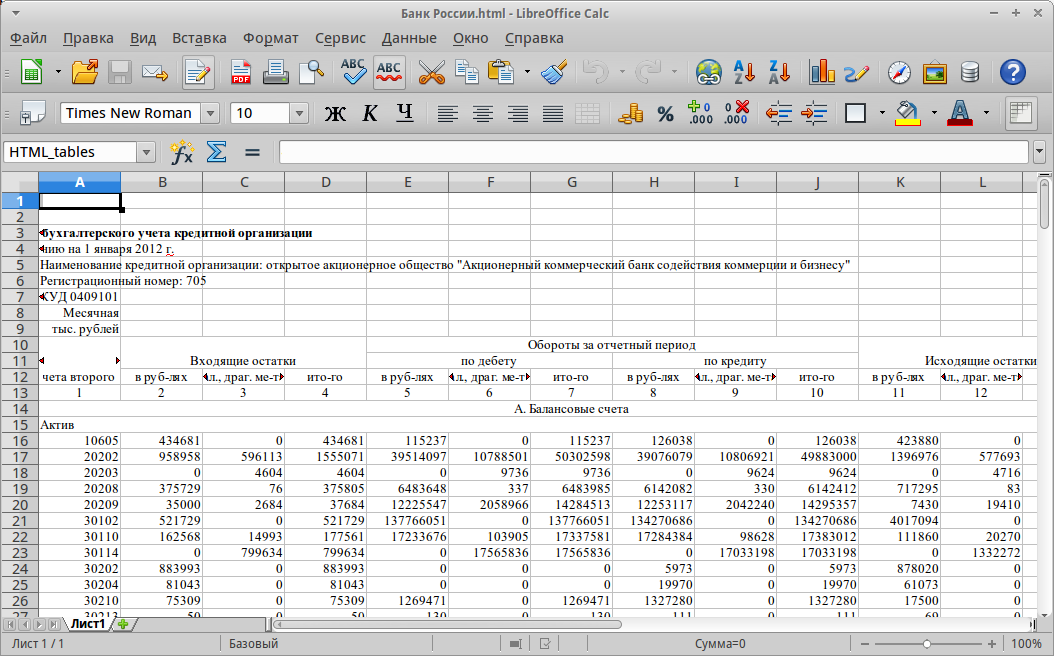 Банк России.html - LibreOffice Calc
Файл Правка Вид Вставка Формат Сервис Данные Окно Справка
PDF ABC ABC A Z Z A ?
Times New Roman 10 Ж К Ч % 0 .000 0 .000 A
HTML_tables fx Σ =
A B C D E F G H I J K L
1
2
3 бухгалтерского учета кредитной организации
4 нию на 1 января 2012 г.
5 Наименование кредитной организации: открытое акционерное общество "Акционерный коммерческий банк содействия коммерции и бизнесу"
6 Регистрационный номер: 705
7 КУД 0409101
8 Месячная
9 тыс. рублей
10 Обороты за отчетный период
11 Входящие остатки по дебету по кредиту Исходящие остатки
12 чета второго в руб-лях л., драг. ме-т ито-го в руб-лях л., драг. ме-т ито-го в руб-лях л., драг. ме-т ито-го в руб-лях л., драг. ме-т
13 1 2 3 4 5 6 7 8 9 10 11 12
14 А. Балансовые счета
15 Актив
16 10605 434681 0 434681 115237 0 115237 126038 0 126038 423880 0
17 20202 958958 596113 1555071 39514097 10788501 50302598 39076079 10806921 49883000 1396976 577693
18 20203 0 4604 4604 0 9736 9736 0 9624 9624 0 4716
19 20208 375729 76 375805 6483648 337 6483985 6142082 330 6142412 717295 83
20 20209 35000 2684 37684 12225547 2058966 14284513 12253117 2042240 14295357 7430 19410
21 30102 521729 0 521729 137766051 0 137766051 134270686 0 134270686 4017094 0
22 30110 162568 14993 177561 17233676 103905 17337581 17284384 98628 17383012 111860 20270
23 30114 0 799634 799634 0 17565836 17565836 0 17033198 17033198 0 1332272
24 30202 883993 0 883993 0 0 0 5973 0 5973 878020 0
25 30204 81043 0 81043 0 0 0 19970 0 19970 61073 0
26 30210 75309 0 75309 1269471 0 1269471 1327280 0 1327280 17500 0
27 30213 50 0 50 130 0 130 111 0 111 69 0
Лист1
Лист 1 / 1 Базовый Сумма=0 100%